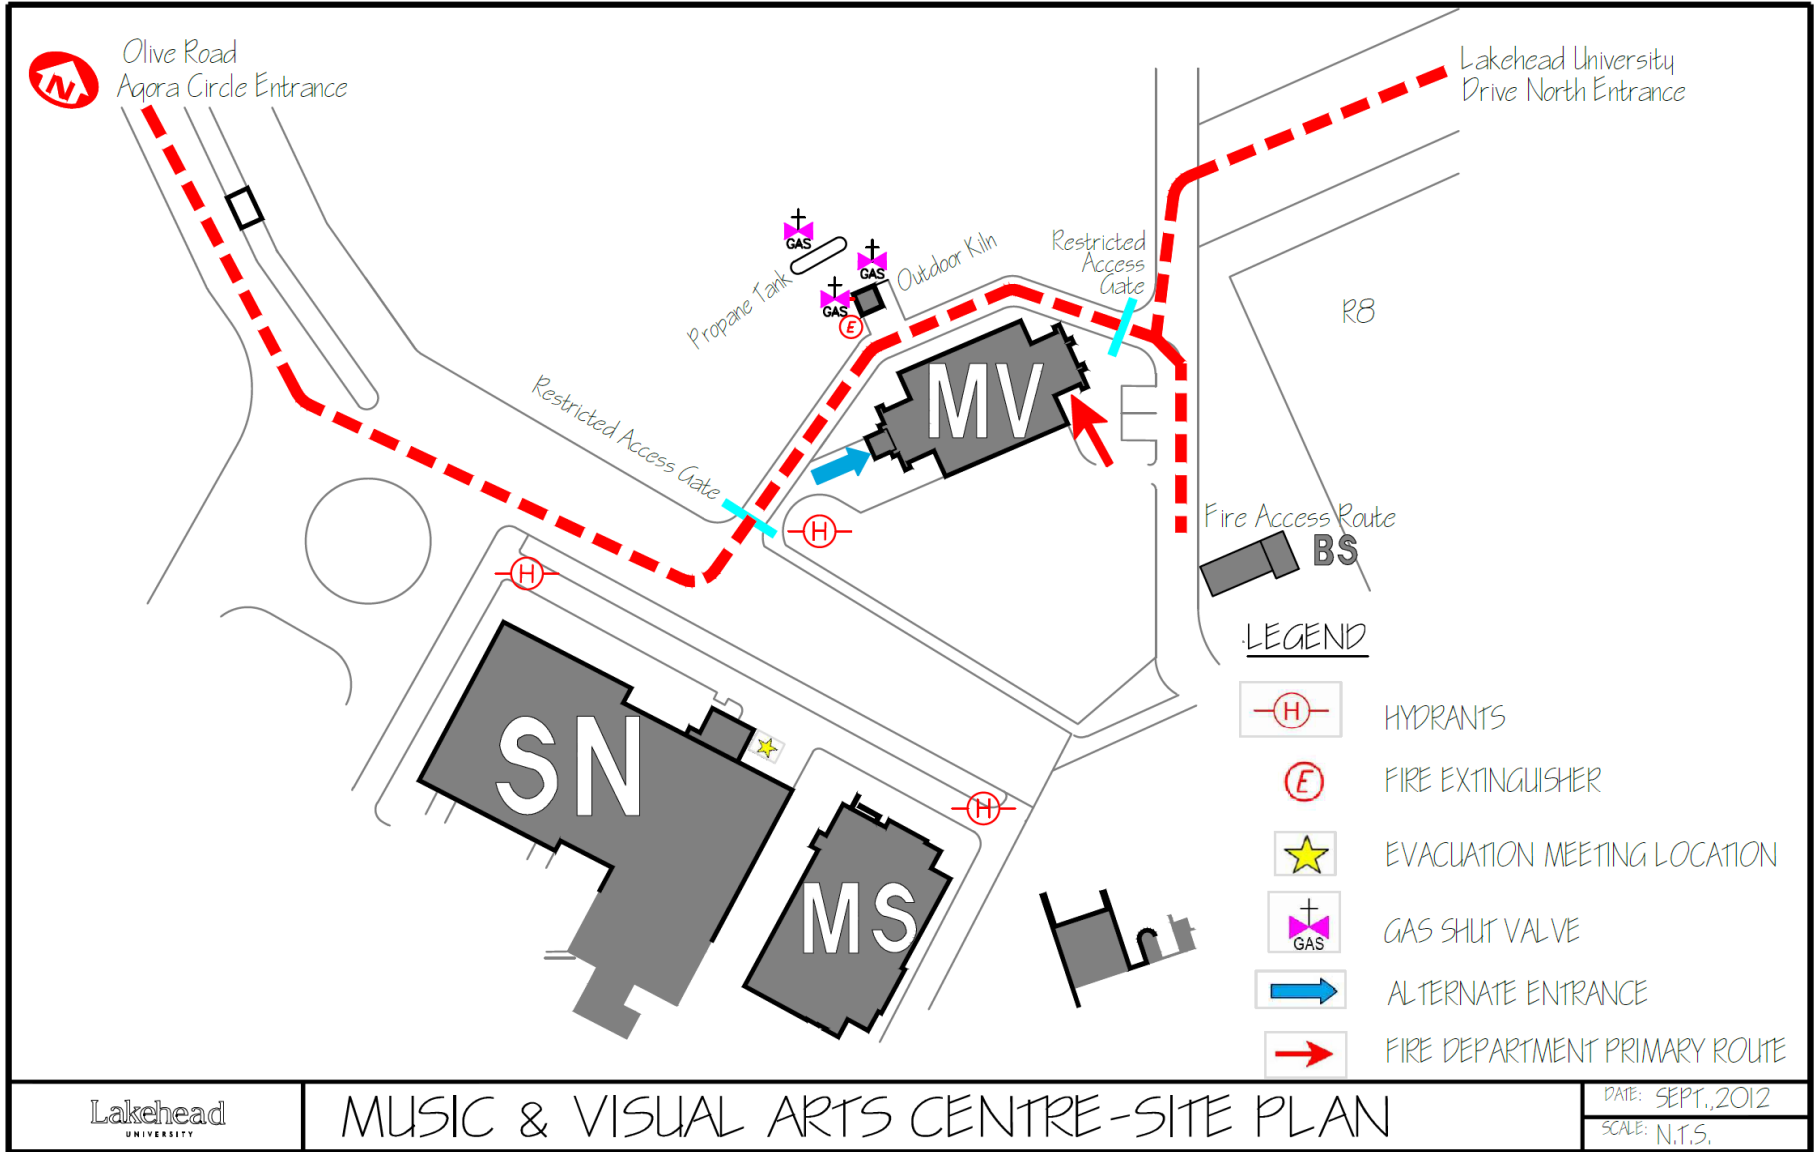 N
Olive Road
Agora Circle Entrance
Lakehead University
Drive North Entrance
GAS
GAS
GAS
E
Propane Tank
Outdoor Kiln
Restricted
Access
Gate
R8
Restricted Access Gate
MV
H
H
Fire Access Route
BS
SN
MS
H
LEGEND
H HYDRANTS
E FIRE EXTINGUISHER
EVACUATION MEETING LOCATION
GAS GAS SHUT VALVE
ALTERNATE ENTRANCE
FIRE DEPARTMENT PRIMARY ROUTE
Lakehead
UNIVERSITY
MUSIC & VISUAL ARTS CENTRE-SITE PLAN
DATE: SEPT.,2012
SCALE: N.T.S.